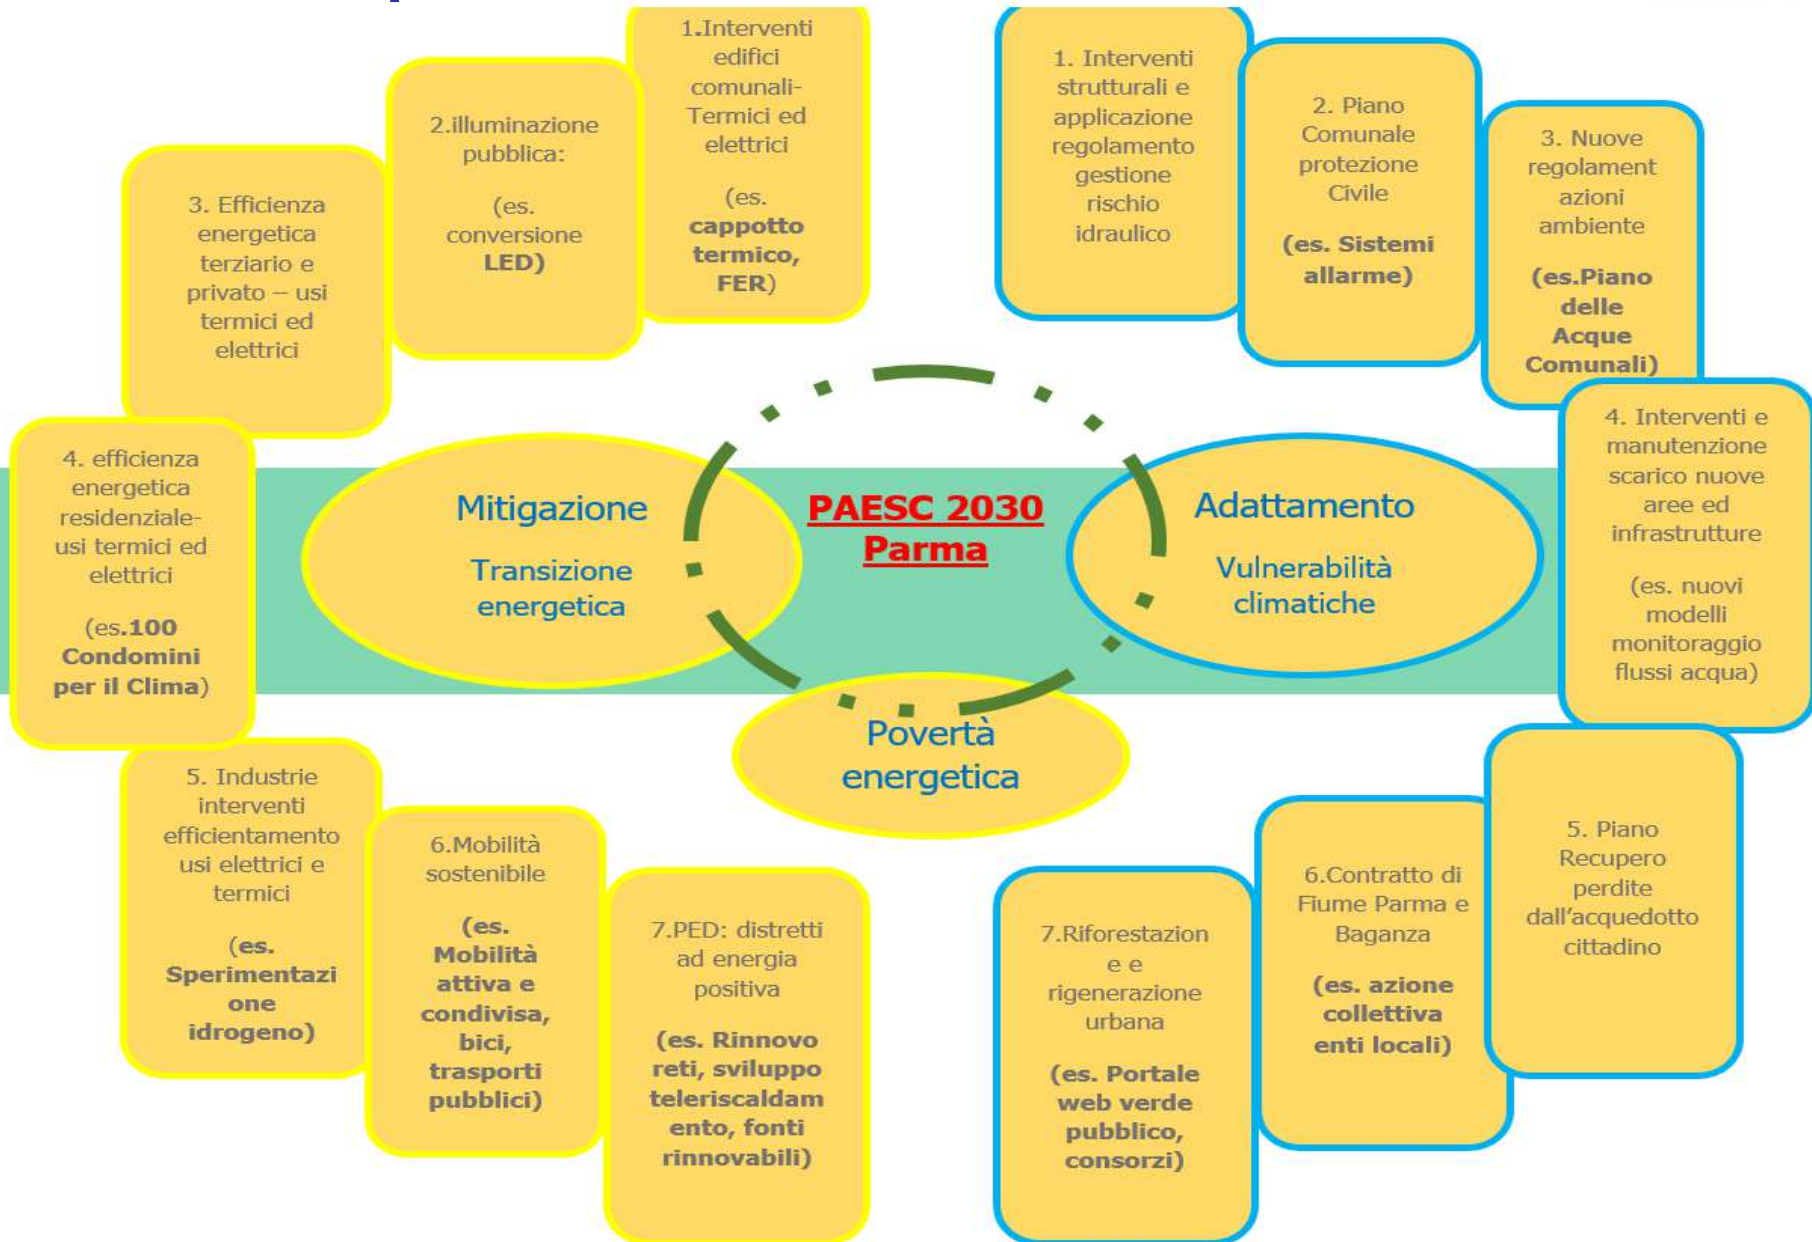 1.Interventi
edifici
comunali-
Termici ed
elettrici
(es.
cappotto
termico,
FER)
2.illuminazione
pubblica:
(es.
conversione
LED)
3. Efficienza
energetica
terziario e
privato – usi
termici ed
elettrici
4. efficienza
energetica
residenziale-
usi termici ed
elettrici
(es.100
Condomini
per il Clima)
5. Industrie
interventi
efficientamento
usi elettrici e
termici
(es.
Sperimentazi
one
idrogeno)
6.Mobilità
sostenibile
(es.
Mobilità
attiva e
condivisa,
bici,
trasporti
pubblici)
7.PED: distretti
ad energia
positiva
(es. Rinnovo
reti, sviluppo
teleriscaldam
ento, fonti
rinnovabili)
Mitigazione
Transizione
energetica
PAESC 2030
Parma
Adattamento
Vulnerabilità
climatiche
Povertà
energetica
1. Interventi
strutturali e
applicazione
regolamento
gestione
rischio
idraulico
2. Piano
Comunale
protezione
Civile
(es. Sistemi
allarme)
3. Nuove
regolament
azioni
ambiente
(es.Piano
delle
Acque
Comunali)
4. Interventi e
manutenzione
scarico nuove
aree ed
infrastrutture
(es. nuovi
modelli
monitoraggio
flussi acqua)
5. Piano
Recupero
perdite
dall'acquedotto
cittadino
6.Contratto di
Fiume Parma e
Baganza
(es. azione
collettiva
enti locali)
7.Riforestazion
e e
rigenerazione
urbana
(es. Portale
web verde
pubblico,
consorzi)